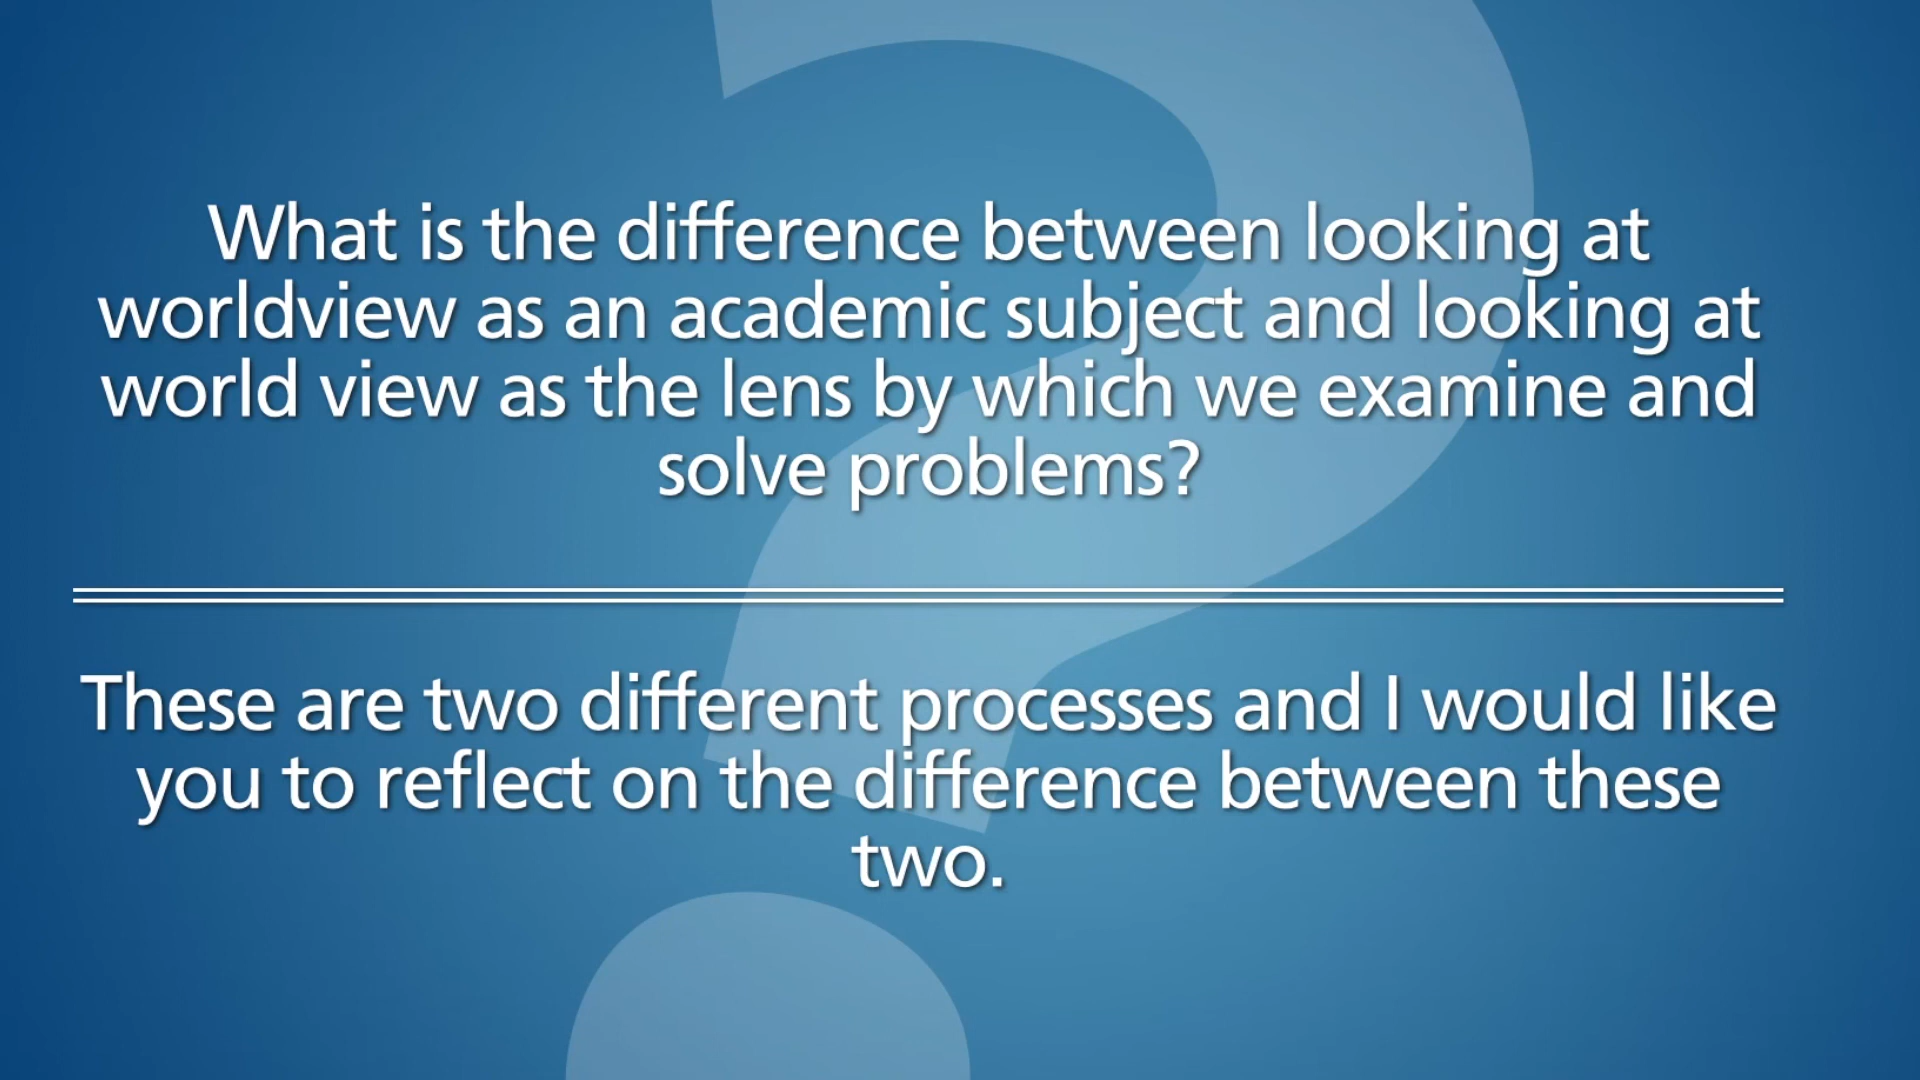 What is the difference between looking at
worldview as an academic subject and looking at
world view as the lens by which we examine and
solve problems?
These are two different processes and I would like
you to reflect on the difference between these
two.